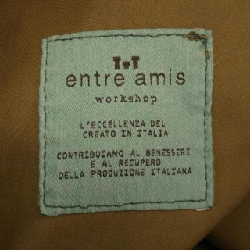 T-T
entre amis
workshop
L'ECCELLENZA DEL
CREATO IN ITALIA
CONTRIBUIAMO AL BENESSERE
E AL RECUPERO
DELLA PRODUZIONE ITALIANA